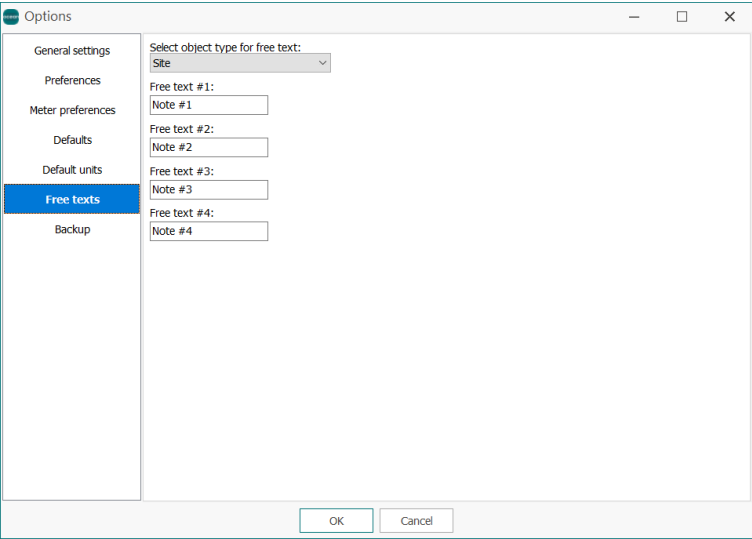 Options
General settings
Preferences
Meter preferences
Defaults
Default units
Free texts
Backup
Select object type for free text:
Site
Free text #1:
Note #1
Free text #2:
Note #2
Free text #3:
Note #3
Free text #4:
Note #4
OK
Cancel